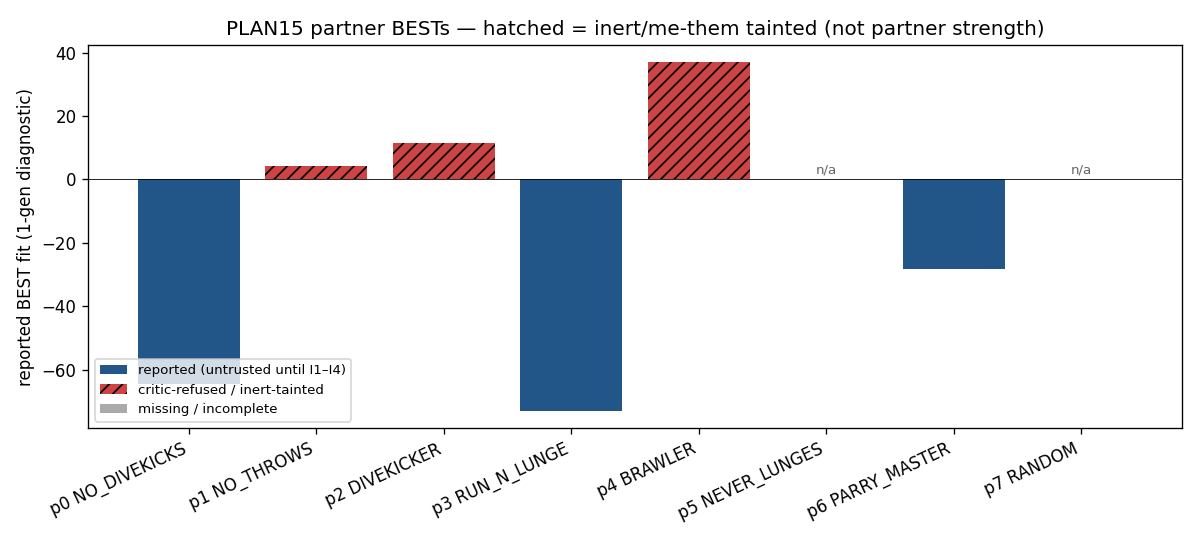 PLAN15 partner BESTs — hatched = inert/me-them tainted (not partner strength)
reported BEST fit (1-gen diagnostic)
40
20
0
−20
−40
−60
n/a
n/a
reported (untrusted until I1–I4)
critic-refused / inert-tainted
missing / incomplete
p0 NO_DIVEKICKS
p1 NO_THROWS
p2 DIVEKICKER
p3 RUN_N_LUNGE
p4 BRAWLER
p5 NEVER_LUNGES
p6 PARRY_MASTER
p7 RANDOM